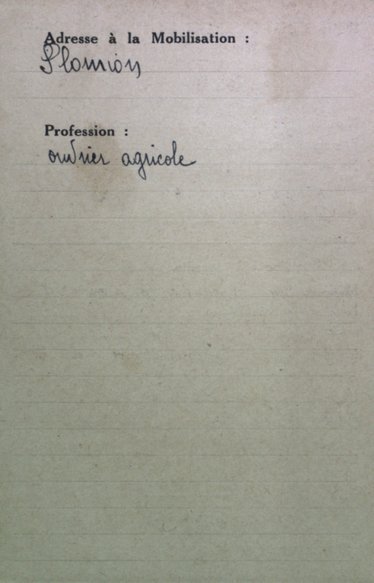 Adresse à la Mobilisation :
Plomion
Profession :
ouvrier agricole